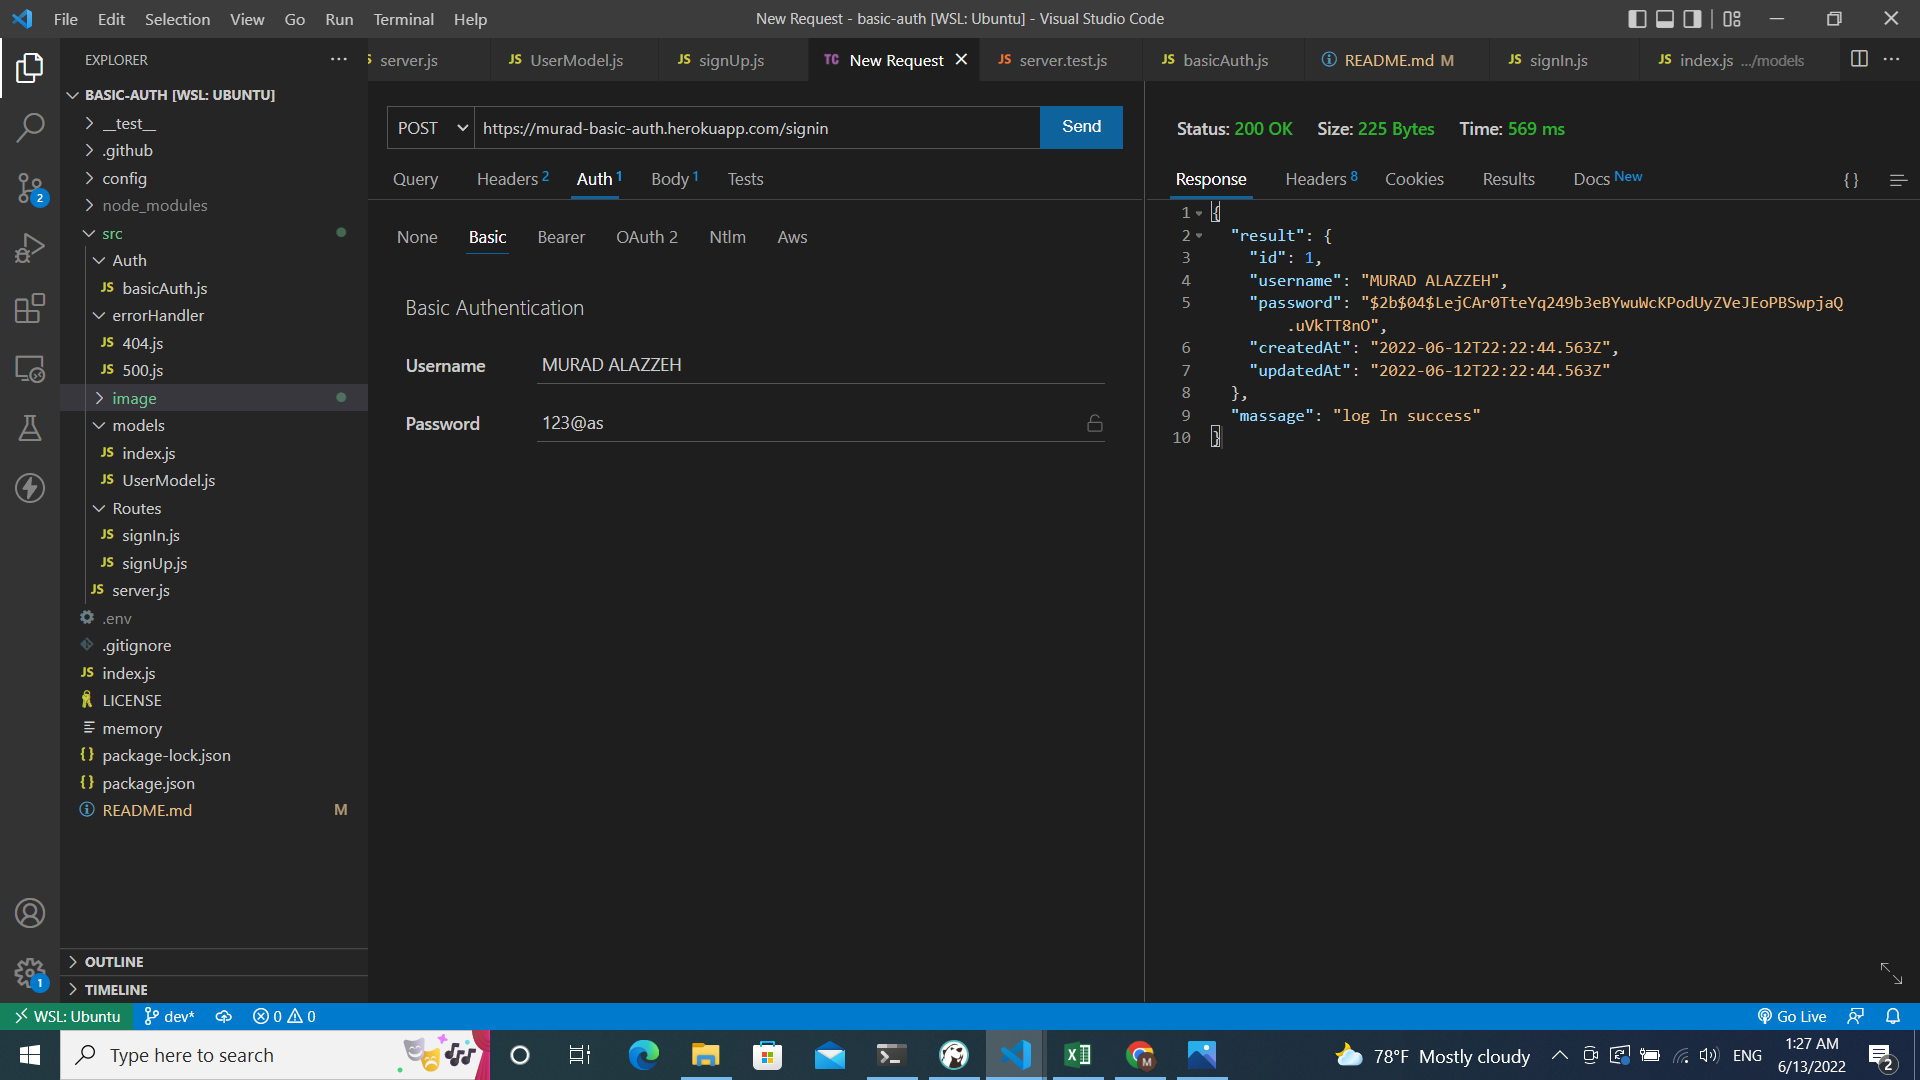 File Edit Selection View Go Run Terminal Help
New Request - basic-auth [WSL: Ubuntu] - Visual Studio Code
EXPLORER
server.js
JS UserModel.js
JS signUp.js
TC New Request
JS server.test.js
JS basicAuth.js
README.md M
JS signIn.js
JS index.js .../models
BASIC-AUTH [WSL: UBUNTU]
__test__
.github
config
node_modules
src
Auth
JS basicAuth.js
errorHandler
JS 404.js
JS 500.js
image
models
JS index.js
JS UserModel.js
Routes
JS signIn.js
JS signUp.js
JS server.js
.env
.gitignore
JS index.js
LICENSE
memory
{} package-lock.json
{} package.json
README.md M
OUTLINE
TIMELINE
2
1
POST https://murad-basic-auth.herokuapp.com/signin Send
Query Headers 2 Auth 1 Body 1 Tests
None Basic Bearer OAuth 2 Ntlm Aws
Basic Authentication
Username MURAD ALAZZEH
Password 123@as
Status: 200 OK Size: 225 Bytes Time: 569 ms
Response Headers 8 Cookies Results Docs New {}
1 {
2 "result": {
3 "id": 1,
4 "username": "MURAD ALAZZEH",
5 "password": "$2b$04$LejCAr0TteYq249b3eBYwuWcKPodUyZVeJEoPBSwpjaQ
.uVkTT8nO",
6 "createdAt": "2022-06-12T22:22:44.563Z",
7 "updatedAt": "2022-06-12T22:22:44.563Z"
8 },
9 "massage": "log In success"
10 }
WSL: Ubuntu dev* 0 0 Go Live
Type here to search
M
78°F Mostly cloudy ENG
1:27 AM
6/13/2022
2